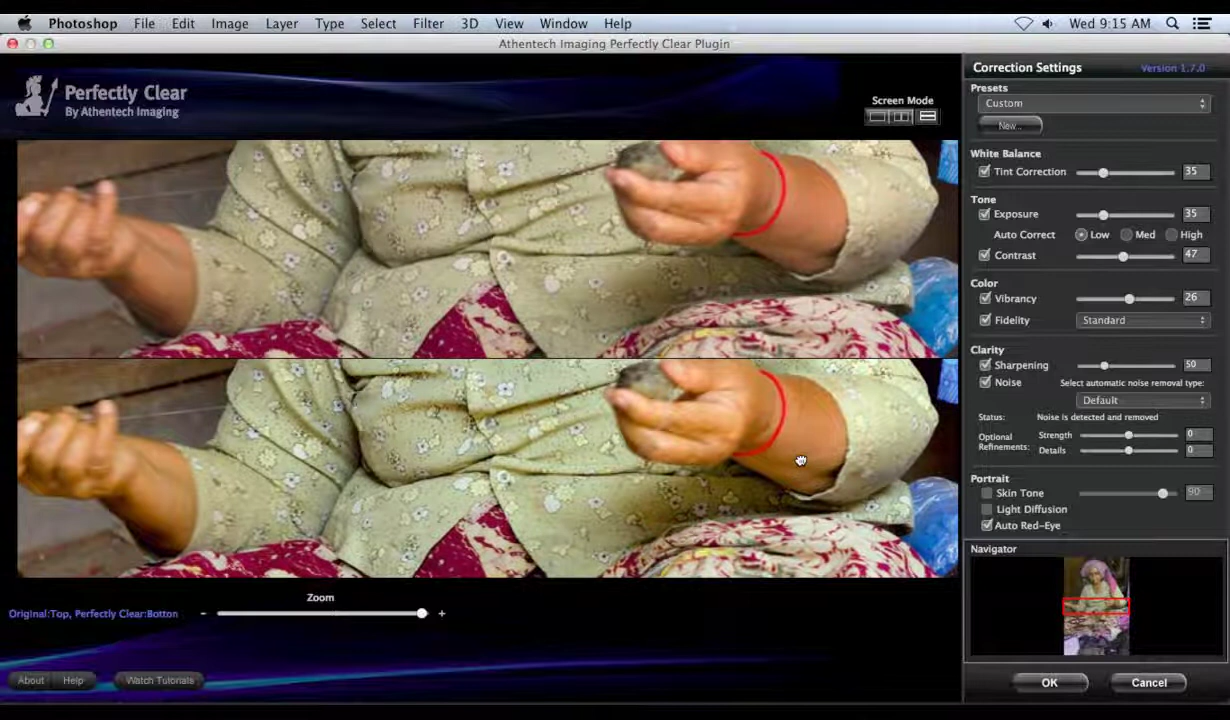 Photoshop File Edit Image Layer Type Select Filter 3D View Window Help Wed 9:15 AM
Athentech Imaging Perfectly Clear Plugin
Perfectly Clear
By Athentech Imaging
Screen Mode
Original:Top, Perfectly Clear:Botton
Zoom
- +
About Help Watch Tutorials
Correction Settings Version 1.7.0
Presets
Custom
New...
White Balance
Tint Correction 35
Tone
Exposure 35
Auto Correct Low Med High
Contrast 47
Color
Vibrancy 26
Fidelity Standard
Clarity
Sharpening 50
Noise Select automatic noise removal type:
Default
Status: Noise is detected and removed
Optional Refinements:
Strength 0
Details 0
Portrait
Skin Tone 90
Light Diffusion
Auto Red-Eye
Navigator
OK Cancel